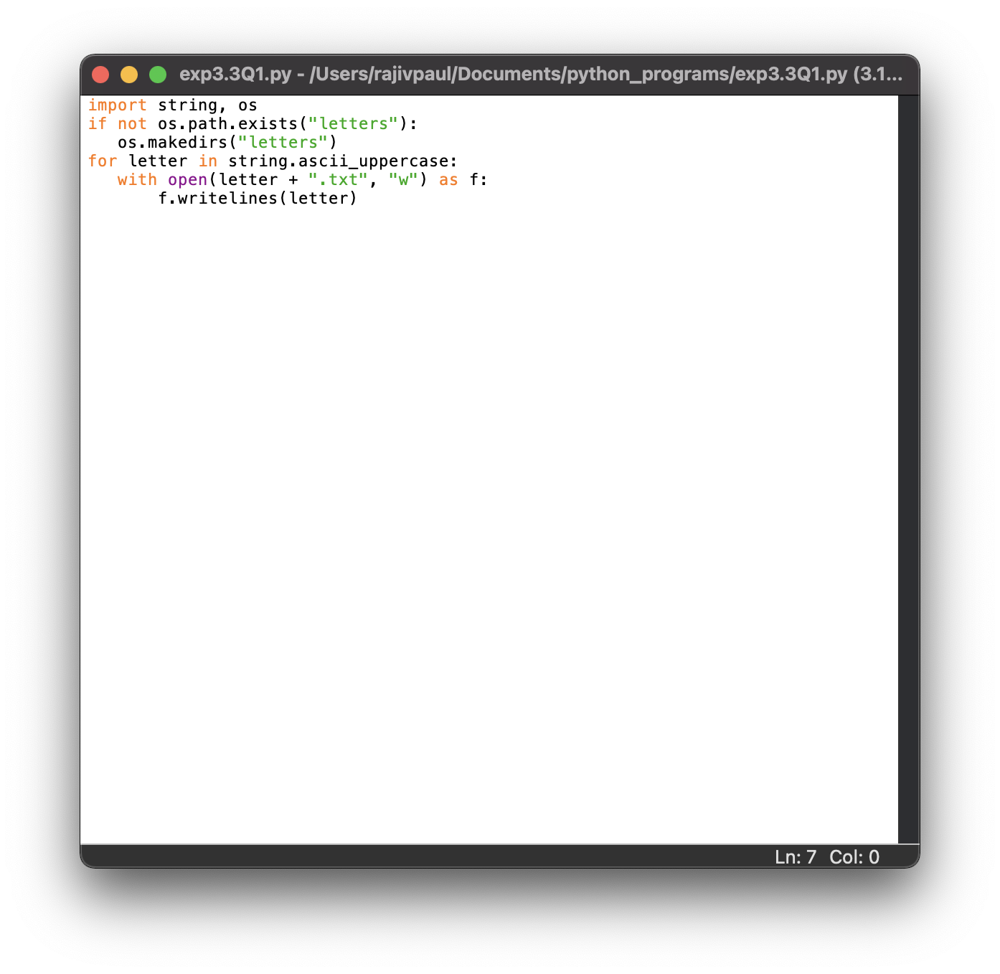 exp3.3Q1.py - /Users/rajivpaul/Documents/python_programs/exp3.3Q1.py (3.1...
import string, os
if not os.path.exists("letters"):
   os.makedirs("letters")
for letter in string.ascii_uppercase:
   with open(letter + ".txt", "w") as f:
       f.writelines(letter)
Ln: 7 Col: 0